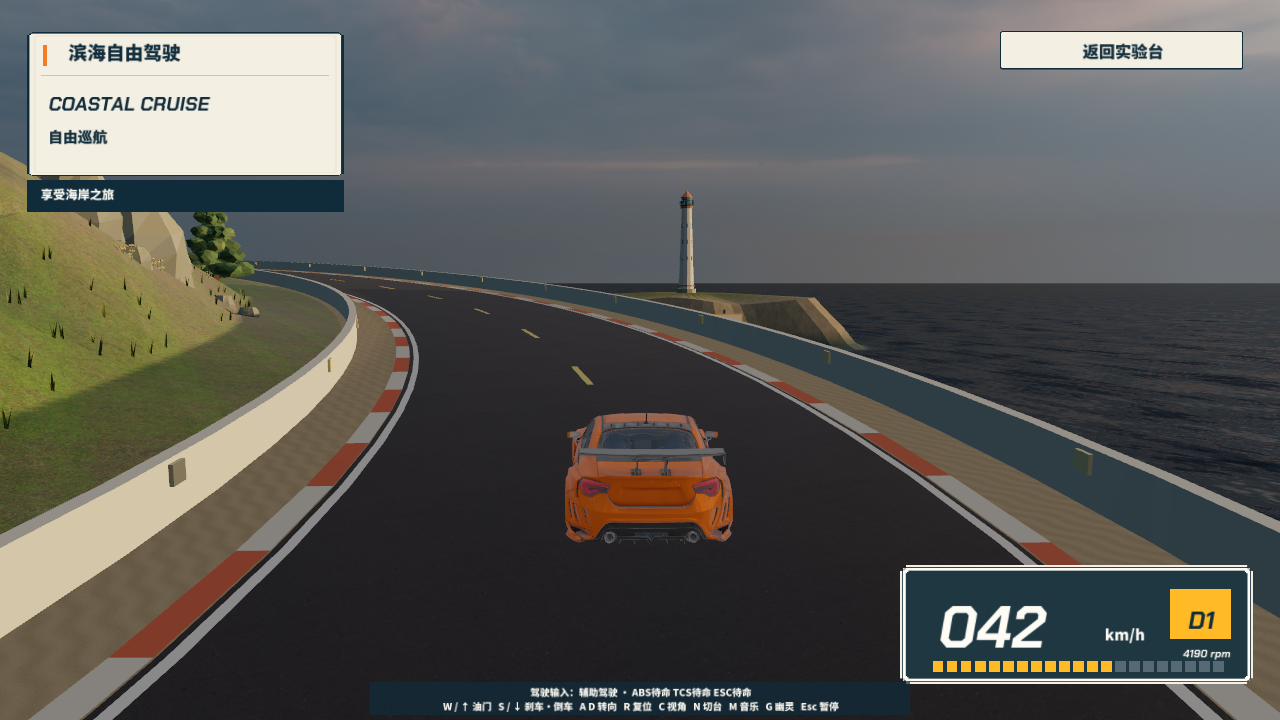 滨海自由驾驶
返回实验台
COASTAL CRUISE
自由巡航
享受海岸之旅
042 km/h D1
4190 rpm
驾驶输入：辅助驾驶 · ABS待命 TCS待命 ESC待命
W / ↑ 油门 S / ↓ 刹车·倒车 A D 转向 R 复位 C 视角 N 切台 M 音乐 G 幽灵 Esc 暂停